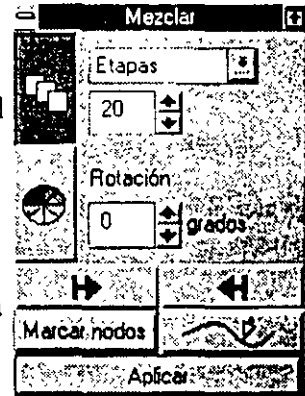 Mezclar
Etapas
20
Rotación
0 grados
Marcar nodos
Aplicar